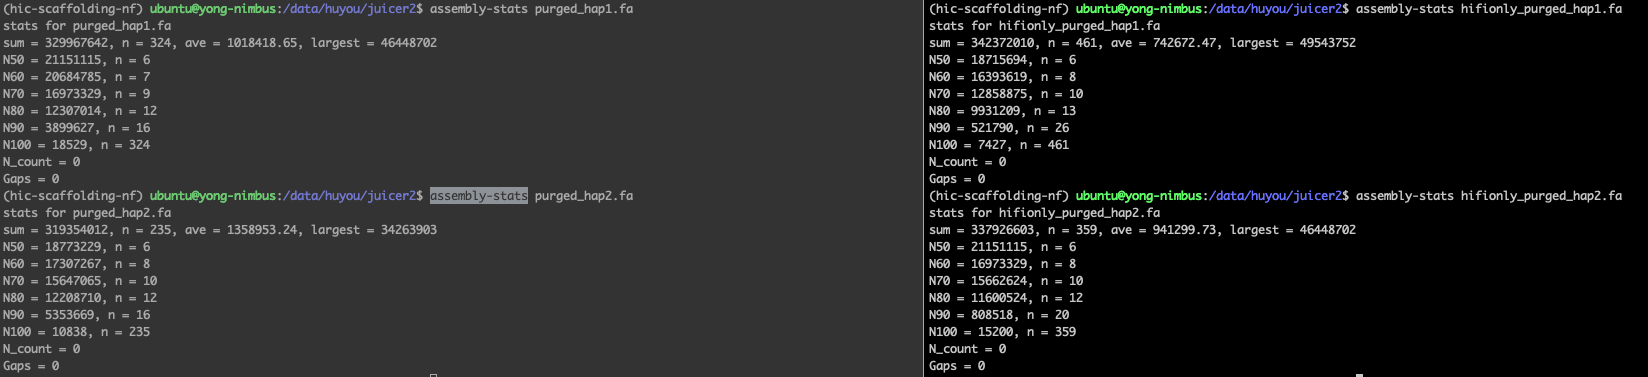 (hic-scaffolding-nf) ubuntu@yong-nimbus:/data/huyou/juicer2$ assembly-stats purged_hap1.fa
stats for purged_hap1.fa
sum = 329967642, n = 324, ave = 1018418.65, largest = 46448702
N50 = 21151115, n = 6
N60 = 20684785, n = 7
N70 = 16973329, n = 9
N80 = 12307014, n = 12
N90 = 3899627, n = 16
N100 = 18529, n = 324
N_count = 0
Gaps = 0
(hic-scaffolding-nf) ubuntu@yong-nimbus:/data/huyou/juicer2$ assembly-stats purged_hap2.fa
stats for purged_hap2.fa
sum = 319354012, n = 235, ave = 1358953.24, largest = 34263903
N50 = 18773229, n = 6
N60 = 17307267, n = 8
N70 = 15647065, n = 10
N80 = 12208710, n = 12
N90 = 5353669, n = 16
N100 = 10838, n = 235
N_count = 0
Gaps = 0
(hic-scaffolding-nf) ubuntu@yong-nimbus:/data/huyou/juicer2$ assembly-stats hifionly_purged_hap1.fa
stats for hifionly_purged_hap1.fa
sum = 342372010, n = 461, ave = 742672.47, largest = 49543752
N50 = 18715694, n = 6
N60 = 16393619, n = 8
N70 = 12858875, n = 10
N80 = 9931209, n = 13
N90 = 521790, n = 26
N100 = 7427, n = 461
N_count = 0
Gaps = 0
(hic-scaffolding-nf) ubuntu@yong-nimbus:/data/huyou/juicer2$ assembly-stats hifionly_purged_hap2.fa
stats for hifionly_purged_hap2.fa
sum = 337926603, n = 359, ave = 941299.73, largest = 46448702
N50 = 21151115, n = 6
N60 = 16973329, n = 8
N70 = 15662624, n = 10
N80 = 11600524, n = 12
N90 = 808518, n = 20
N100 = 15200, n = 359
N_count = 0
Gaps = 0